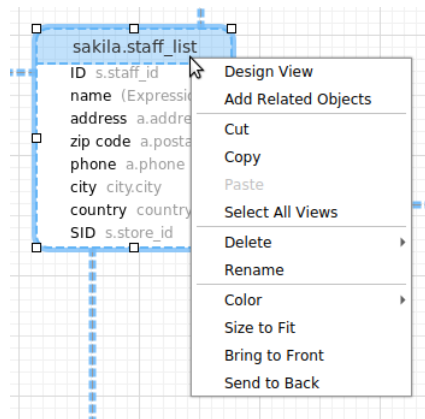 sakila.staff_list
ID s.staff_id
name (Expressi
address a.addre
zip code a.posta
phone a.phone
city city.city
country country
SID s.store_id
Design View
Add Related Objects
Cut
Copy
Paste
Select All Views
Delete
Rename
Color
Size to Fit
Bring to Front
Send to Back